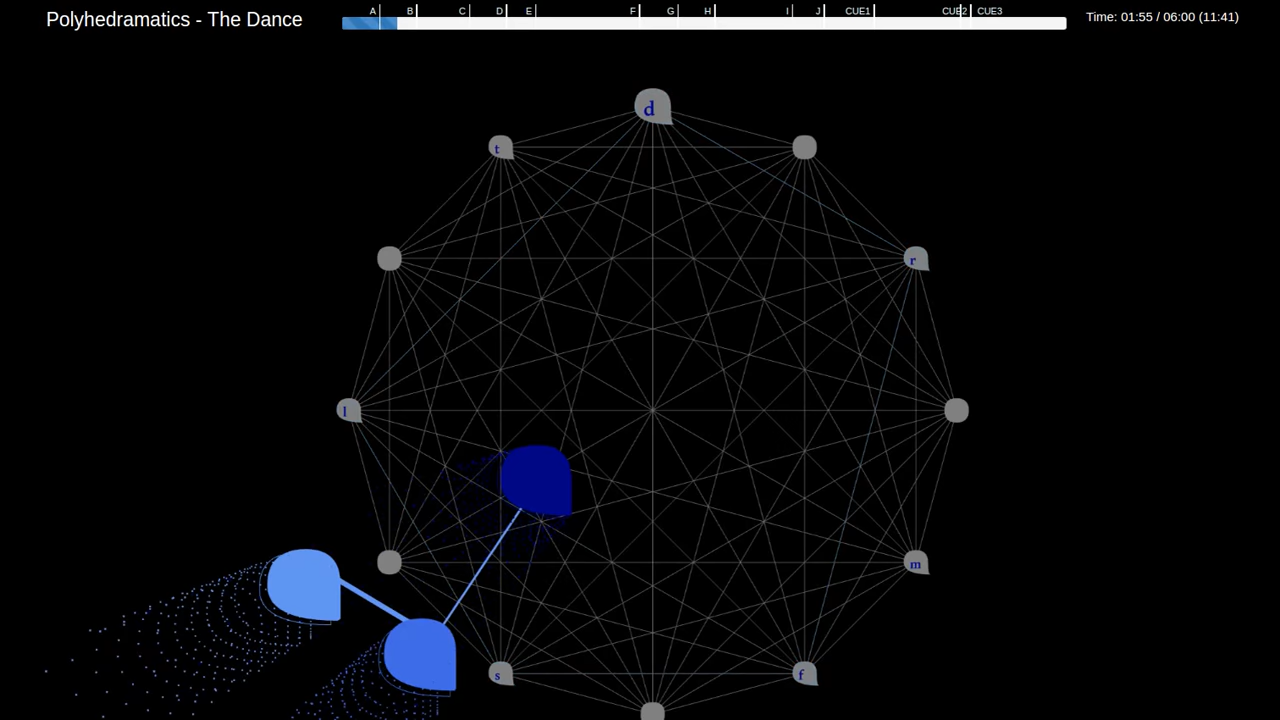 Polyhedramatics - The Dance
A B C D E F G H I J CUE1 CUE2 CUE3
Time: 01:55 / 06:00 (11:41)
d
t
r
l
m
s
f